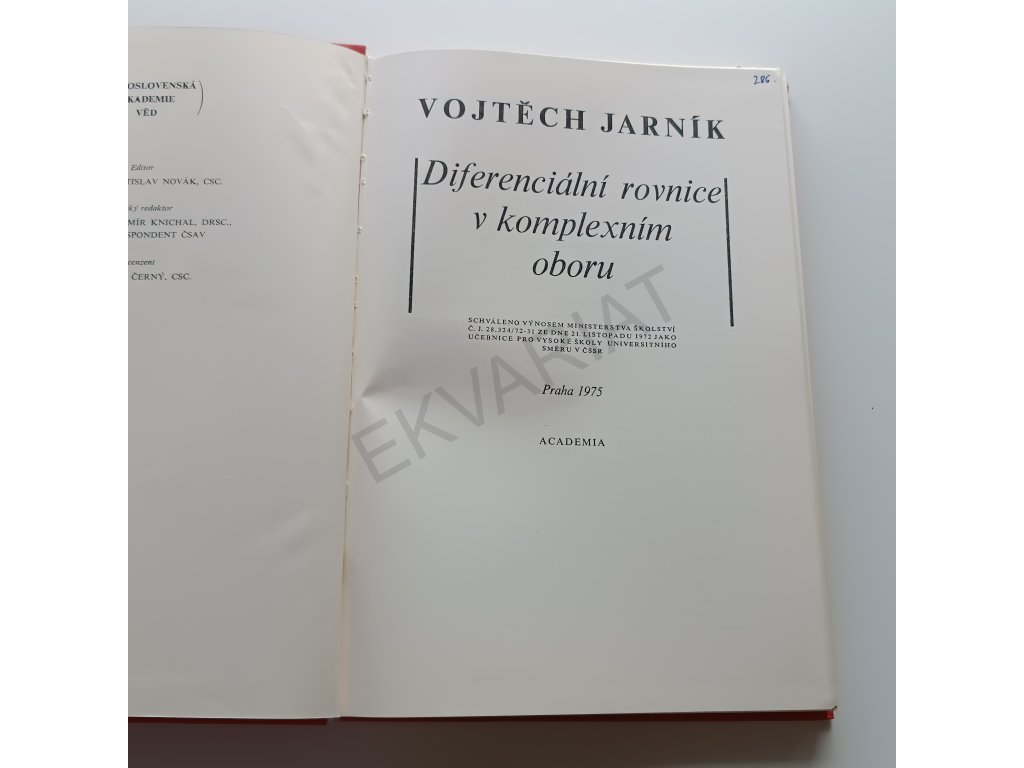 OSLOVENSKÁ
KADEMIE
VĚD
Editor
TISLAV NOVÁK, CSC.
ký redaktor
MÍR KNICHAL, DRSC.,
SPONDENT ČSAV
cenzent
ČERNÝ, CSC.
286.
VOJTĚCH JARNÍK
Diferenciální rovnice
v komplexním
oboru
SCHVÁLENO VÝNOSEM MINISTERSTVA ŠKOLSTVÍ
Č. J. 28.324/72-31 ZE DNE 21. LISTOPADU 1972 JAKO
UČEBNICE PRO VYSOKÉ ŠKOLY UNIVERSITNÍHO
SMĚRU V ČSSR
Praha 1975
ACADEMIA
EKVARIAT